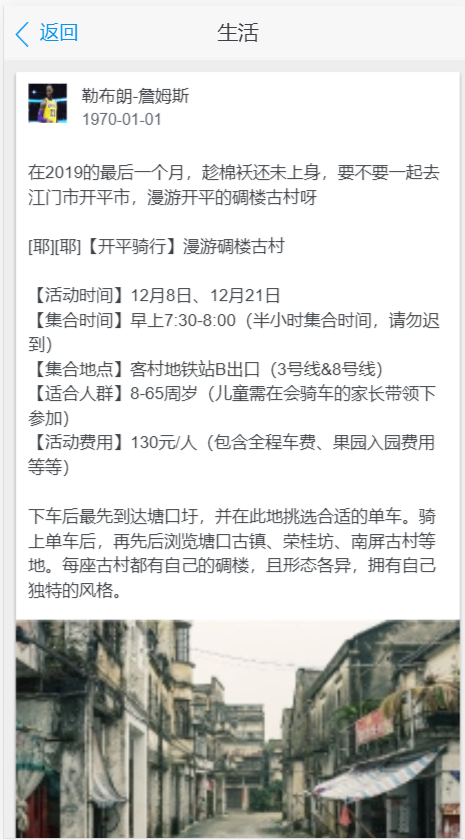 返回
生活
勒布朗-詹姆斯
1970-01-01
在2019的最后一个月，趁棉袄还未上身，要不要一起去
江门市开平市，漫游开平的碉楼古村呀
[耶][耶]【开平骑行】漫游碉楼古村
【活动时间】12月8日、12月21日
【集合时间】早上7:30-8:00（半小时集合时间，请勿迟
到）
【集合地点】客村地铁站B出口（3号线&8号线）
【适合人群】8-65周岁（儿童需在会骑车的家长带领下
参加）
【活动费用】130元/人（包含全程车费、果园入园费用
等等）
下车后最先到达塘口圩，并在此地挑选合适的单车。骑
上单车后，再先后浏览塘口古镇、荣桂坊、南屏古村等
地。每座古村都有自己的碉楼，且形态各异，拥有自己
独特的风格。